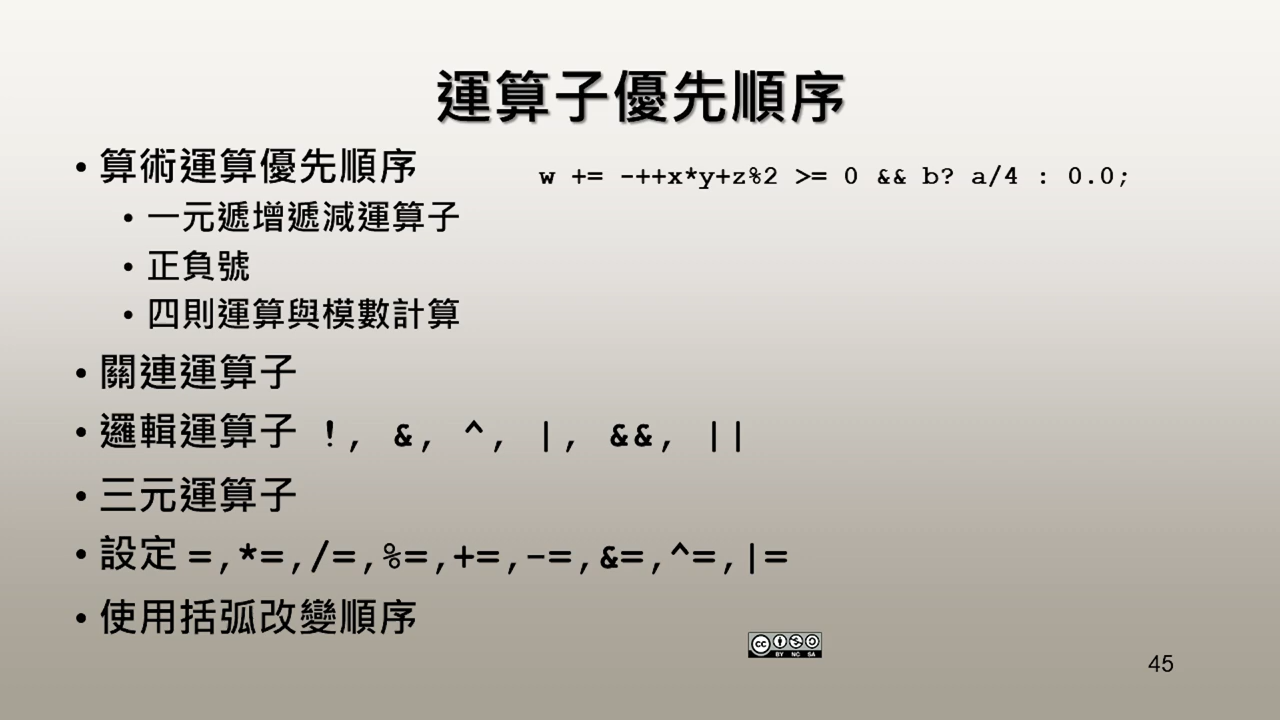 運算子優先順序
• 算術運算優先順序
w += -++x*y+z%2 >= 0 && b? a/4 : 0.0;
• 一元遞增遞減運算子
• 正負號
• 四則運算與模數計算
• 關連運算子
• 邏輯運算子 !, &, ^, |, &&, ||
• 三元運算子
• 設定 =,*=,/=,%=,+=,-=,&=,^=,|=
• 使用括弧改變順序
cc BY NC SA
45